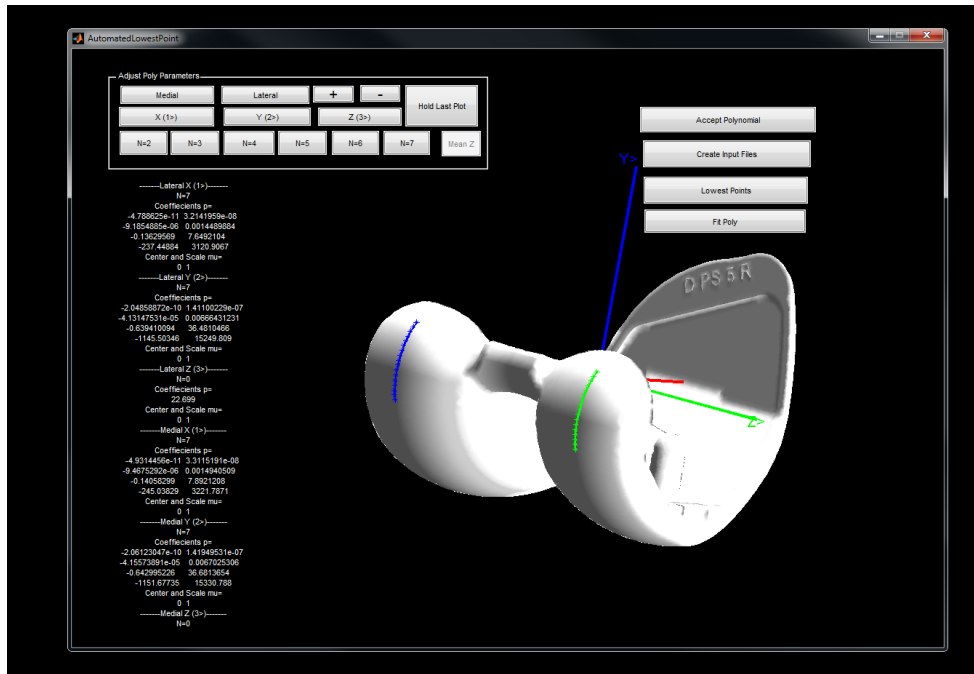 AutomatedLowestPoint
Adjust Poly Parameters
Medial Lateral + - Hold Last Plot
X (1>) Y (2>) Z (3>)
N=2 N=3 N=4 N=5 N=6 N=7 Mean Z
Accept Polynomial
Create Input Files
Lowest Points
Fit Poly
Y>
DPS 5 R
Z>
-------Lateral X (1>)-------
N=7
Coeffiecients p=
-4.788625e-11 3.2141959e-08
-9.1854885e-06 0.0014489884
-0.13629569 7.6492104
-237.44884 3120.9067
Center and Scale mu=
0 1
-------Lateral Y (2>)-------
N=7
Coeffiecients p=
-2.04858872e-10 1.41100229e-07
-4.13147531e-05 0.00666431231
-0.639410094 36.4810466
-1145.50346 15249.809
Center and Scale mu=
0 1
-------Lateral Z (3>)-------
N=0
Coeffiecients p=
22.699
Center and Scale mu=
0 1
-------Medial X (1>)-------
N=7
Coeffiecients p=
-4.9314456e-11 3.3115191e-08
-9.4675292e-06 0.0014940509
-0.14058299 7.8921208
-245.03829 3221.7871
Center and Scale mu=
0 1
-------Medial Y (2>)-------
N=7
Coeffiecients p=
-2.06123047e-10 1.41949531e-07
-4.15573891e-05 0.0067025306
-0.642995226 36.6813654
-1151.67735 15330.788
Center and Scale mu=
0 1
-------Medial Z (3>)-------
N=0